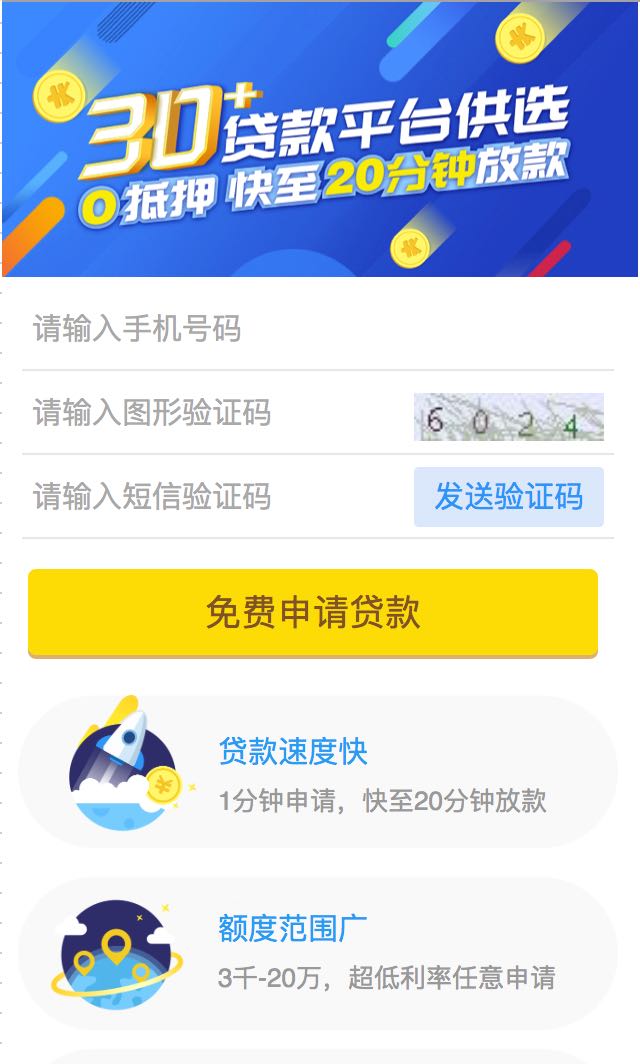 30+贷款平台供选
0抵押 快至20分钟放款
请输入手机号码
请输入图形验证码
6024
请输入短信验证码
发送验证码
免费申请贷款
贷款速度快
1分钟申请，快至20分钟放款
额度范围广
3千-20万，超低利率任意申请